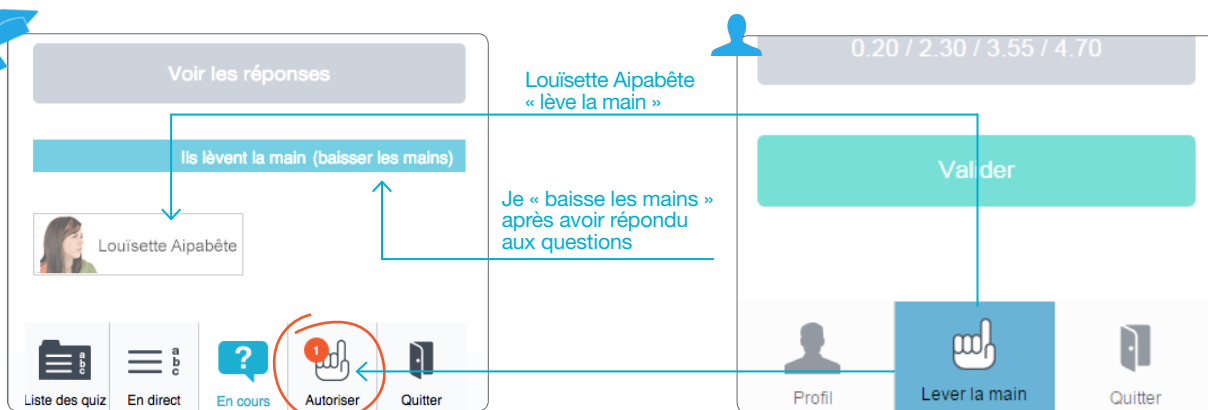 Voir les réponses
Ils lèvent la main (baisser les mains)
Louïsette Aipabête
a
b
c
a
b
c
?
1
Liste des quiz
En direct
En cours
Autoriser
Quitter
Louïsette Aipabête
« lève la main »
Je « baisse les mains »
après avoir répondu
aux questions
0.20 / 2.30 / 3.55 / 4.70
Valider
Profil
Lever la main
Quitter